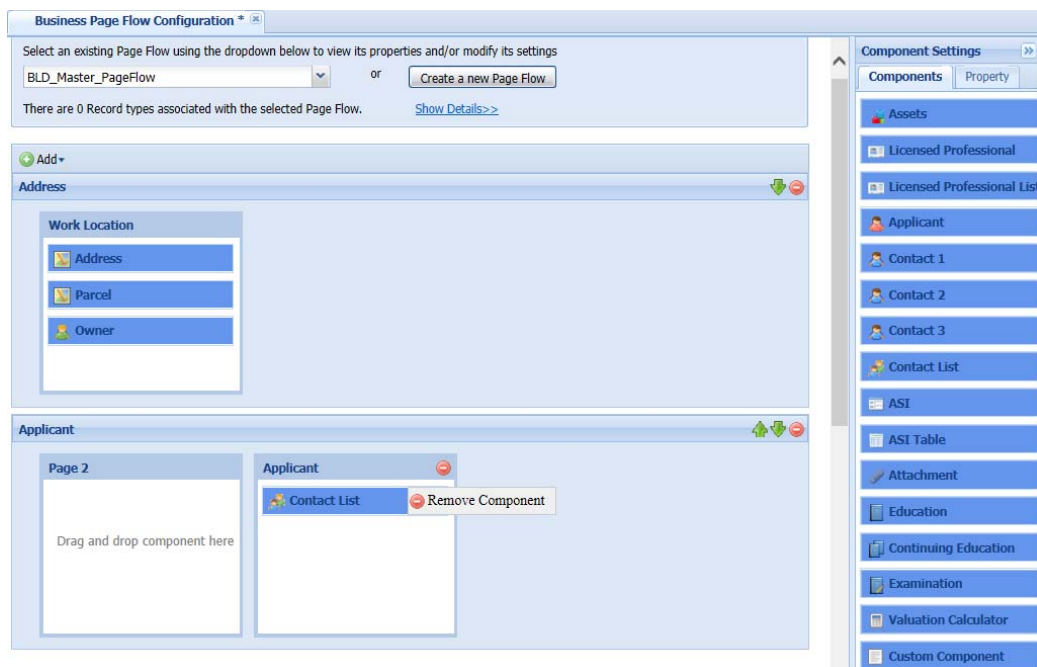 Business Page Flow Configuration *
Select an existing Page Flow using the dropdown below to view its properties and/or modify its settings
BLD_Master_PageFlow
or
Create a new Page Flow
There are 0 Record types associated with the selected Page Flow.
Show Details>>
Add
Address
Work Location
Address
Parcel
Owner
Applicant
Page 2
Drag and drop component here
Applicant
Contact List
Remove Component
Component Settings
Components
Property
Assets
Licensed Professional
Licensed Professional List
Applicant
Contact 1
Contact 2
Contact 3
Contact List
ASI
ASI Table
Attachment
Education
Continuing Education
Examination
Valuation Calculator
Custom Component